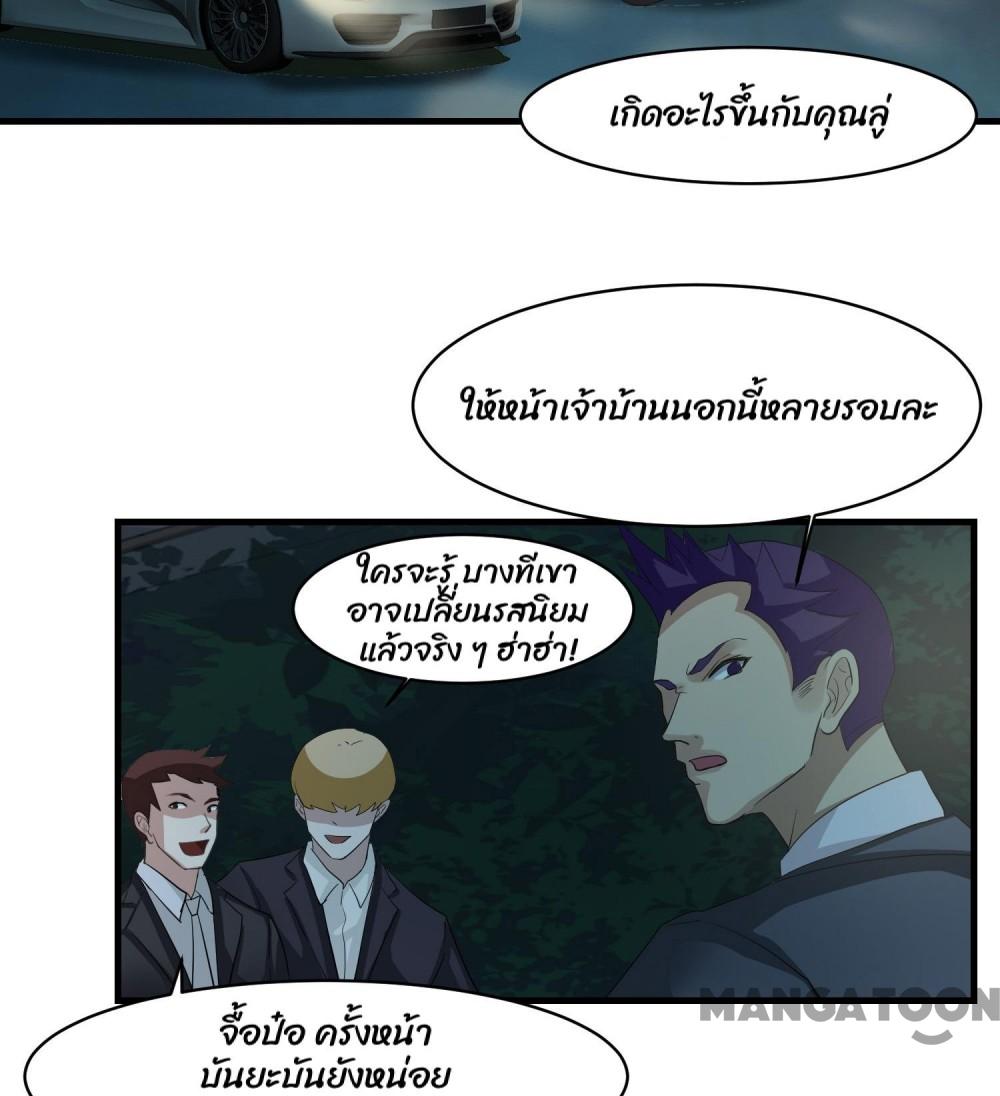 เกิดอะไรขึ้นกับคุณลู่
ให้หน้าเจ้าบ้านนอกนี้หลายรอบละ
ใครจะรู้ บางทีเขา
อาจเปลี่ยนรสนิยม
แล้วจริง ๆ ฮ่าฮ่า!
MANGATOON
จื้อป๋อ ครั้งหน้า
บันยะบันยังหน่อย